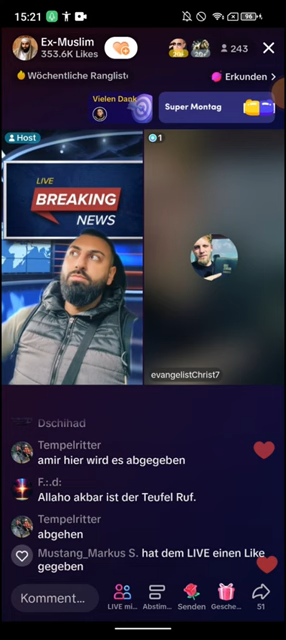 15:21
96
Ex-Muslim
353.6K Likes
243
Wöchentliche Ranglist
Erkunden
Vielen Dank
Super Montag
Host
1
LIVE
BREAKING
NEWS
evangelistChrist7
Dschihad
Tempelritter
amir hier wird es abgegeben
F.:.d:
Allaho akbar ist der Teufel Ruf.
Tempelritter
abgehen
Mustang_Markus S. hat dem LIVE einen Like
gegeben
Komment...
LIVE mi...
Abstim...
Senden
Gesche...
51